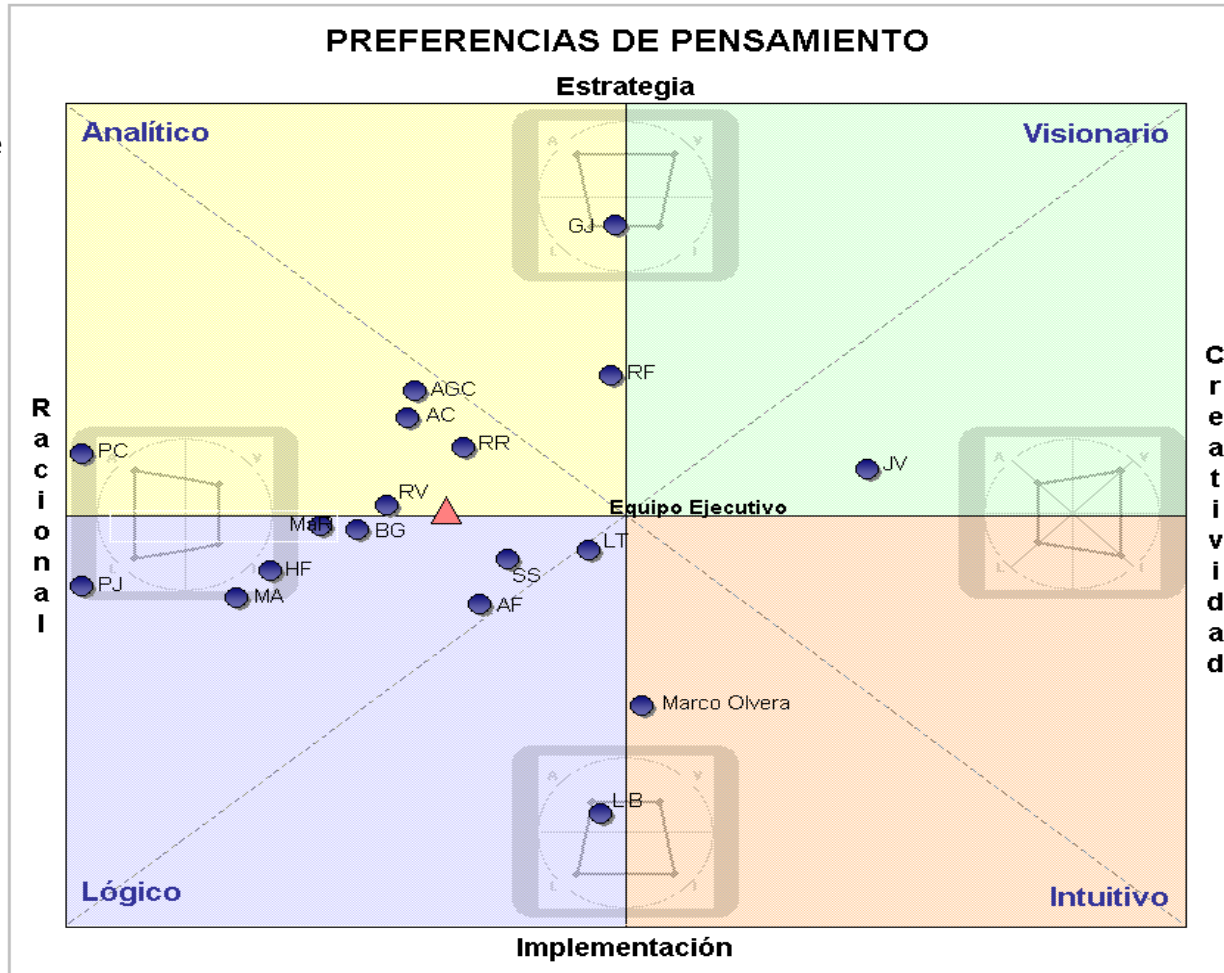 PREFERENCIAS DE PENSAMIENTO
Estrategia
Analítico
Visionario
GJ
RF
AGC
AC
RR
PC
JV
RV
Equipo Ejecutivo
MaR
BG
LT
SS
HF
PJ
MA
AF
Marco Olvera
LB
Racional
Creatividad
Lógico
Intuitivo
Implementación